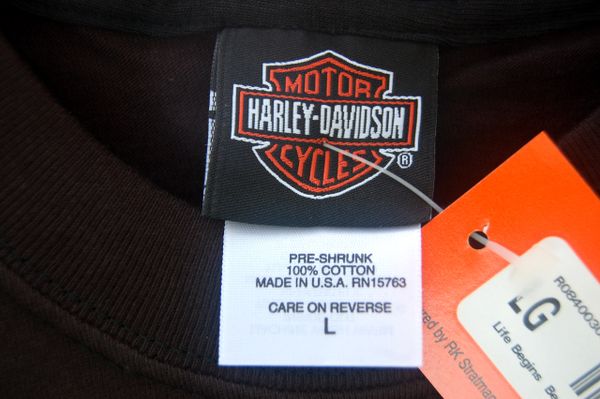 MOTOR
HARLEY-DAVIDSON
CYCLES
®
PRE-SHRUNK
100% COTTON
MADE IN U.S.A. RN15763
CARE ON REVERSE
L
LG
Life Begins
by RK Stratman